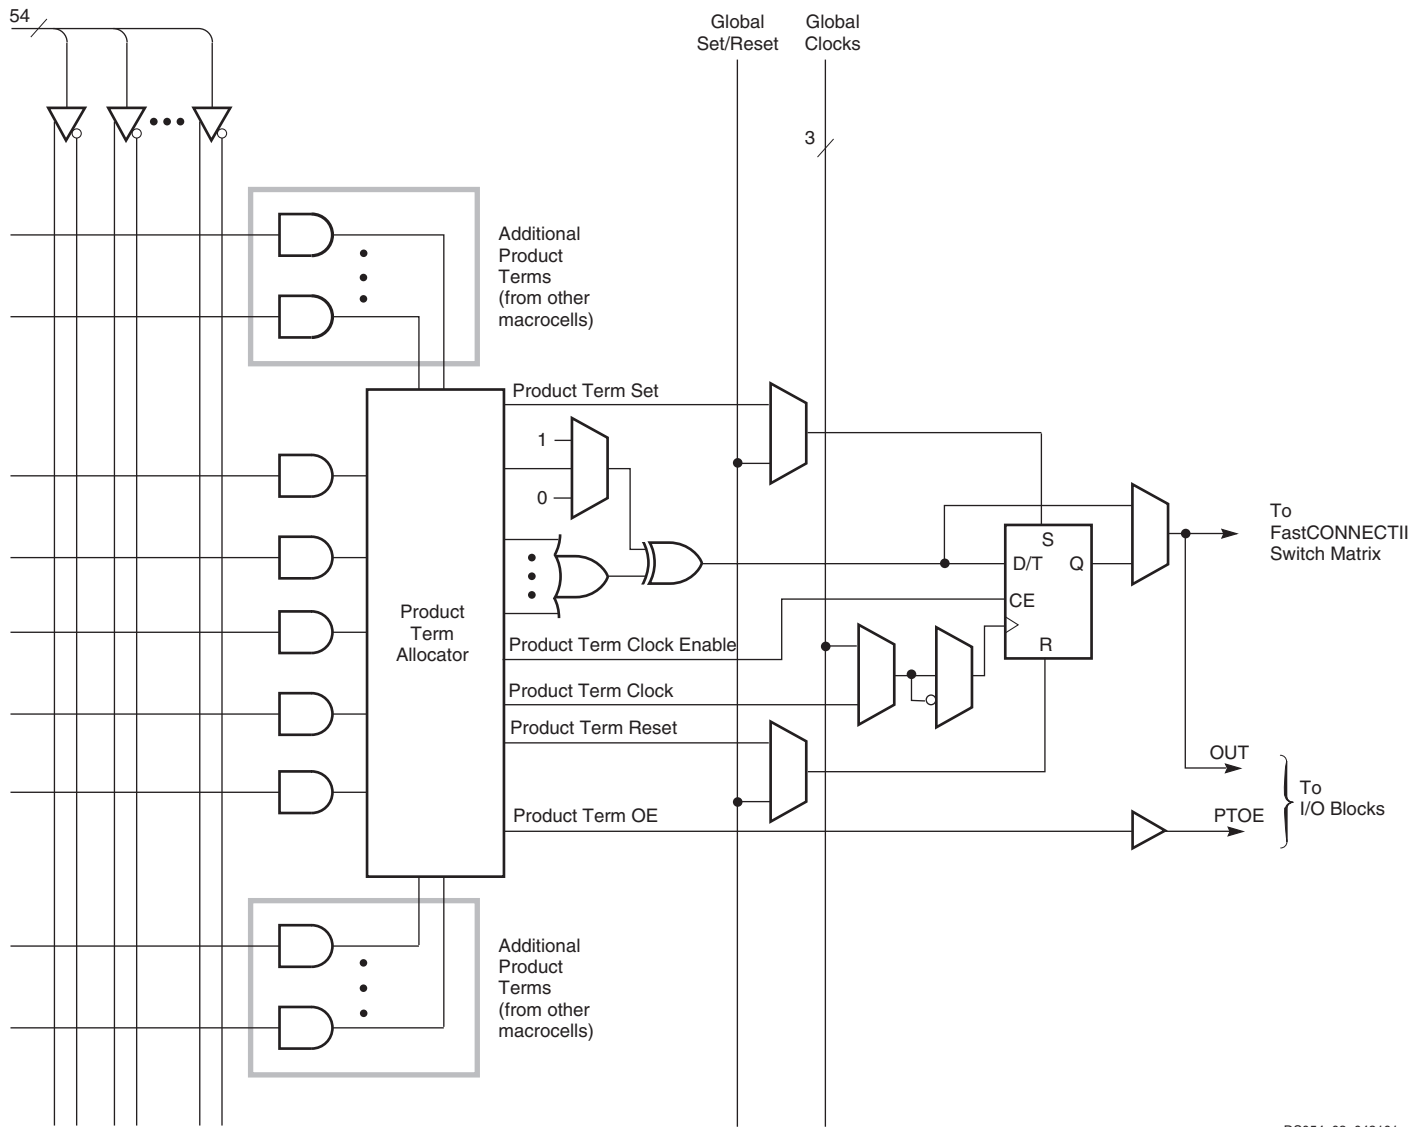 54
Global
Set/Reset
Global
Clocks
3
Additional
Product
Terms
(from other
macrocells)
Product Term Set
1
0
To
FastCONNECTII
Switch Matrix
S
D/T
Q
CE
R
Product
Term
Allocator
Product Term Clock Enable
Product Term Clock
Product Term Reset
OUT
To
I/O Blocks
Product Term OE
PTOE
Additional
Product
Terms
(from other
macrocells)